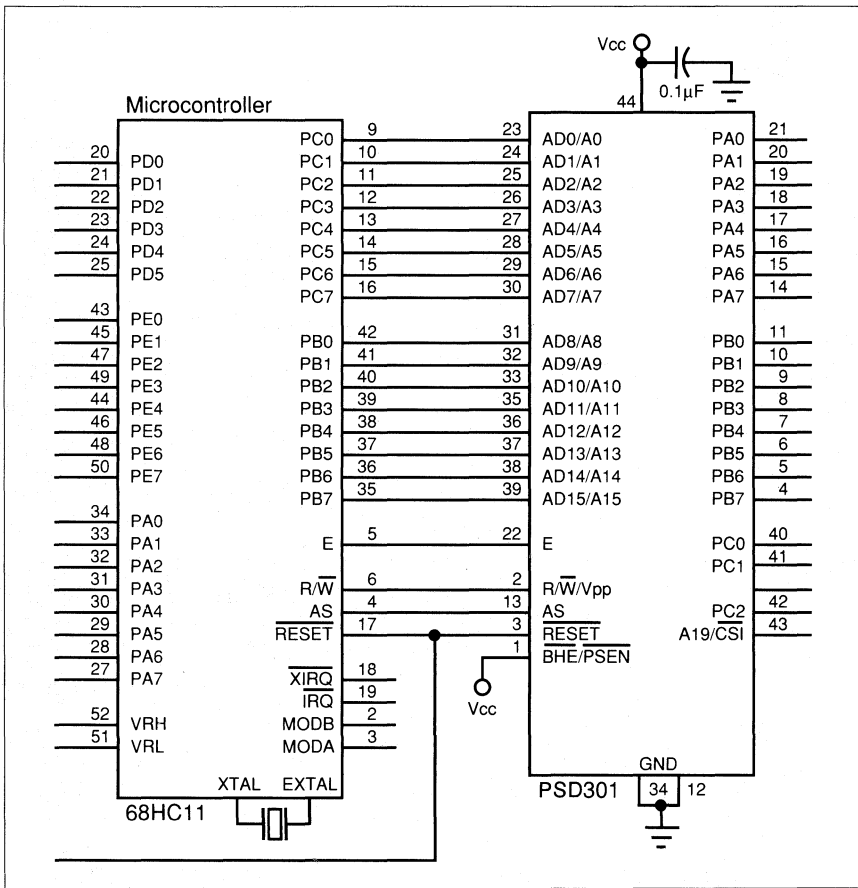 Vcc
0.1µF
44
Microcontroller
9 23
PC0 AD0/A0 PA0 21
20 PD0 PC1 10 24 AD1/A1 PA1 20
21 PD1 PC2 11 25 AD2/A2 PA2 19
22 PD2 PC3 12 26 AD3/A3 PA3 18
23 PD3 PC4 13 27 AD4/A4 PA4 17
24 PD4 PC5 14 28 AD5/A5 PA5 16
25 PD5 PC6 15 29 AD6/A6 PA6 15
PC7 16 30 AD7/A7 PA7 14
43 PE0
45 PE1 PB0 42 31 AD8/A8 PB0 11
47 PE2 PB1 41 32 AD9/A9 PB1 10
49 PE3 PB2 40 33 AD10/A10 PB2 9
44 PE4 PB3 39 35 AD11/A11 PB3 8
46 PE5 PB4 38 36 AD12/A12 PB4 7
48 PE6 PB5 37 37 AD13/A13 PB5 6
50 PE7 PB6 36 38 AD14/A14 PB6 5
PB7 35 39 AD15/A15 PB7 4
34 PA0
33 PA1 E 5 22 E PC0 40
32 PA2 PC1 41
31 PA3 R/W̅ 6 2 R/W̅/Vpp
30 PA4 AS 4 13 AS PC2 42
29 PA5 R̅E̅S̅E̅T̅ 17 3 R̅E̅S̅E̅T̅ A19/C̅S̅I̅ 43
28 PA6 1 B̅H̅E̅/P̅S̅E̅N̅
27 PA7 X̅I̅R̅Q̅ 18
I̅R̅Q̅ 19 Vcc
52 VRH MODB 2
51 VRL MODA 3
GND
XTAL EXTAL PSD301 34 12
68HC11